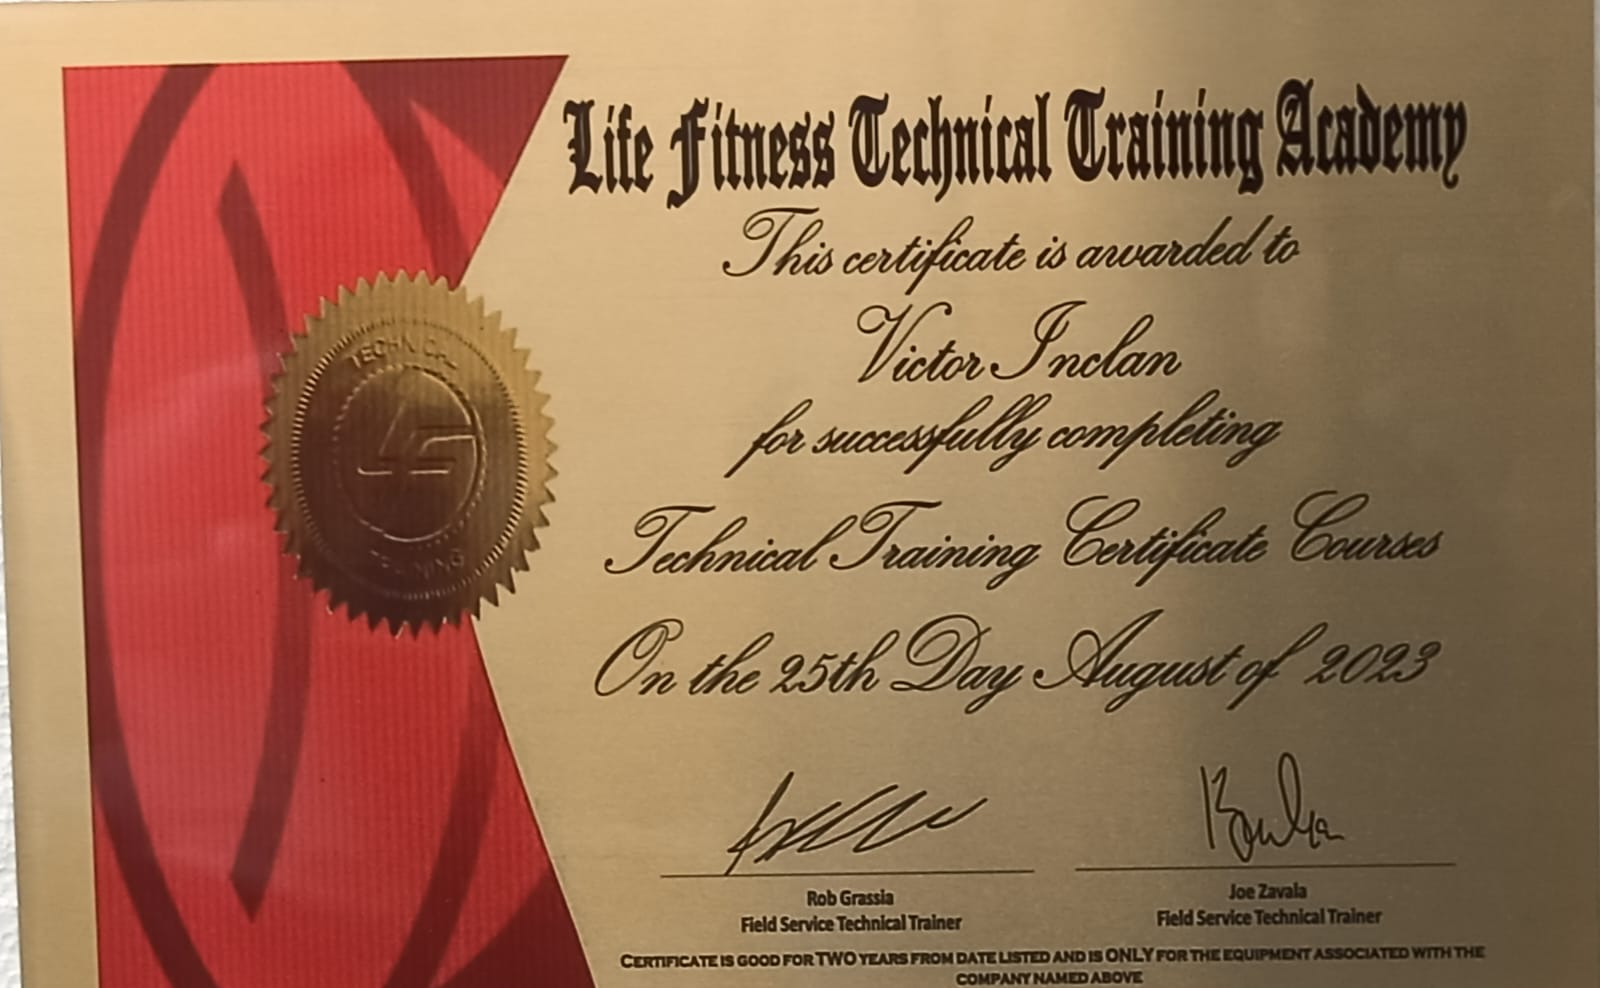 Life Fitness Technical Training Academy
This certificate is awarded to
Victor Inclan
for successfully completing
Technical Training Certificate Courses
On the 25th Day August of 2023
TECHNICAL
LF
TRAINING
Rob Grassia
Field Service Technical Trainer
Joe Zavala
Field Service Technical Trainer
CERTIFICATE IS GOOD FOR TWO YEARS FROM DATE LISTED AND IS ONLY FOR THE EQUIPMENT ASSOCIATED WITH THE
COMPANY NAMED ABOVE